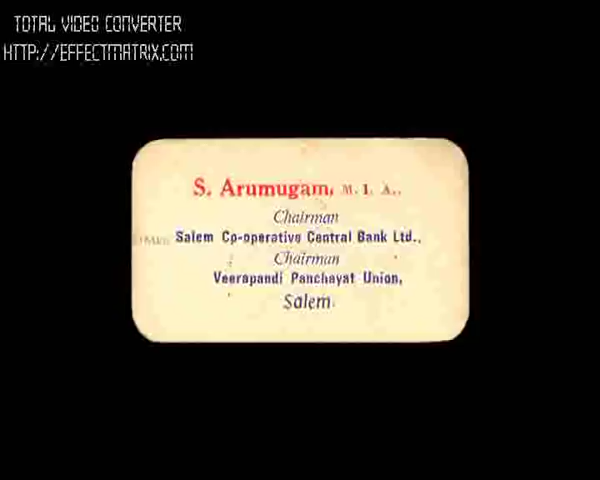 TOTAL VIDEO CONVERTER
HTTP://EFFECTMATRIX.COM
S. Arumugam, M. I. A.,
Chairman
Salem Co-operative Central Bank Ltd.,
Chairman
Veerapandi Panchayat Union,
Salem.